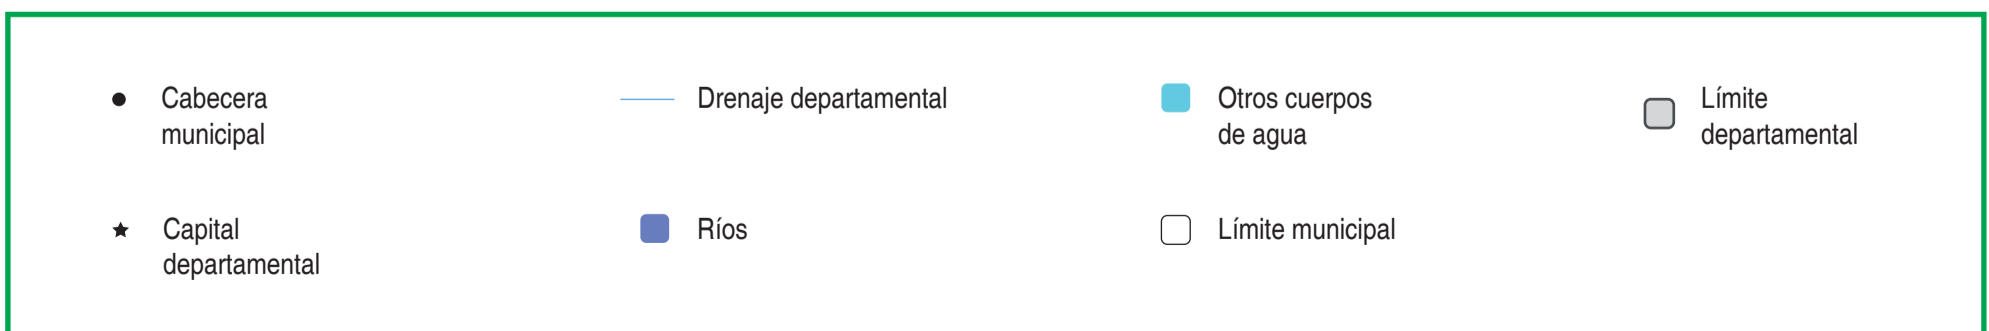 Cabecera
municipal
Drenaje departamental
Otros cuerpos
de agua
Límite
departamental
Capital
departamental
Ríos
Límite municipal